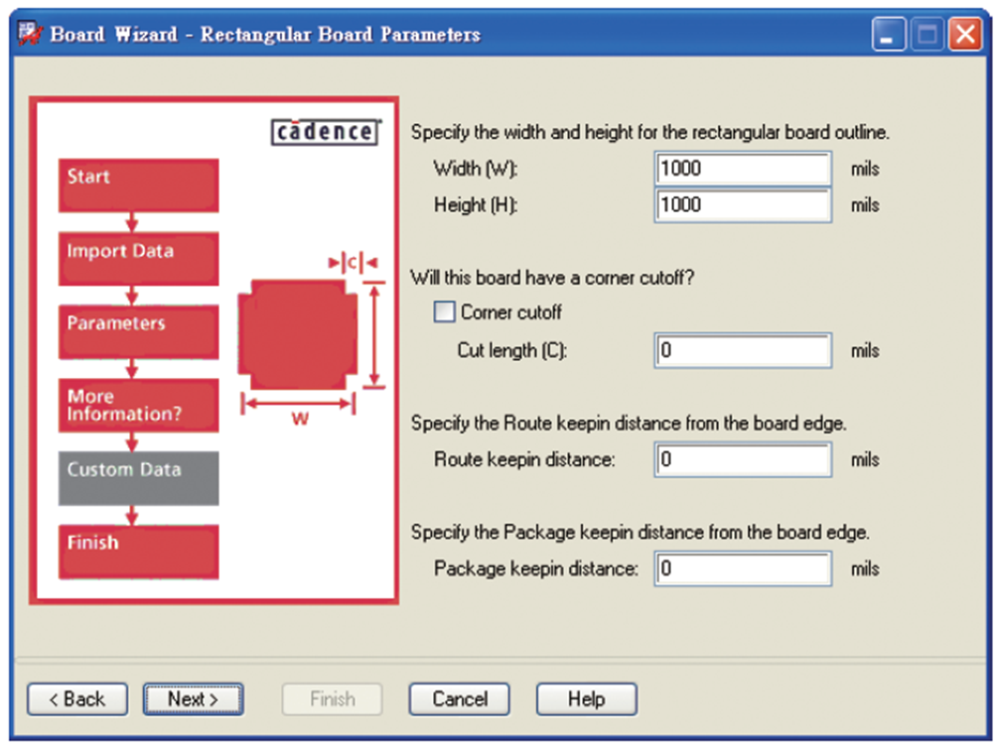 Board Wizard - Rectangular Board Parameters
cādence
Start
Import Data
Parameters
More
Information?
Custom Data
Finish
C
W
Specify the width and height for the rectangular board outline.
Width (W): 1000 mils
Height (H): 1000 mils
Will this board have a corner cutoff?
Corner cutoff
Cut length (C): 0 mils
Specify the Route keepin distance from the board edge.
Route keepin distance: 0 mils
Specify the Package keepin distance from the board edge.
Package keepin distance: 0 mils
< Back Next > Finish Cancel Help